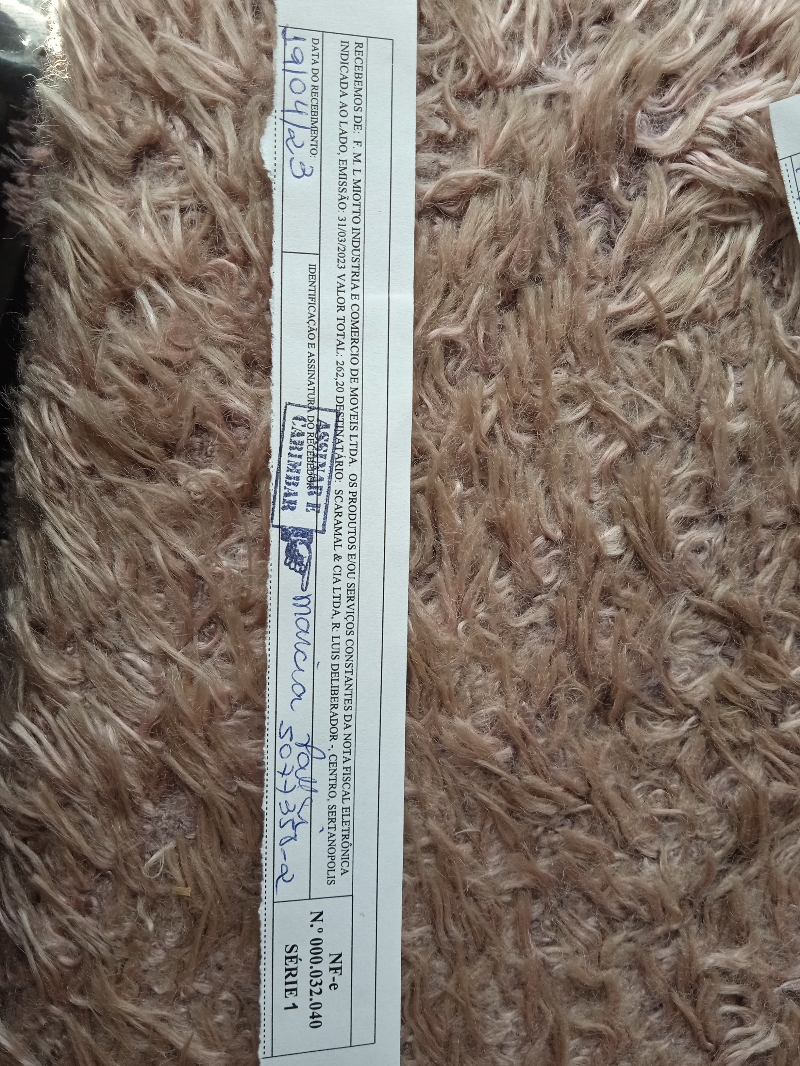 RECEBEMOS DE: F. M. L MIOTTO INDUSTRIA E COMERCIO DE MOVEIS LTDA. OS PRODUTOS E/OU SERVIÇOS CONSTANTES DA NOTA FISCAL ELETRÔNICA
INDICADA AO LADO, EMISSÃO: 31/03/2023 VALOR TOTAL: 262,20 DESTINATÁRIO: SCARAMAL & CIA LTDA, R. LUIS DELIBERADOR -, CENTRO, SERTANOPOLIS
DATA DO RECEBIMENTO:
19/04/23
IDENTIFICAÇÃO E ASSINATURA DO RECEBEDOR
ASSINAR E
CARIMBAR
marcia
NF-e
N.º 000.032.040
SÉRIE 1